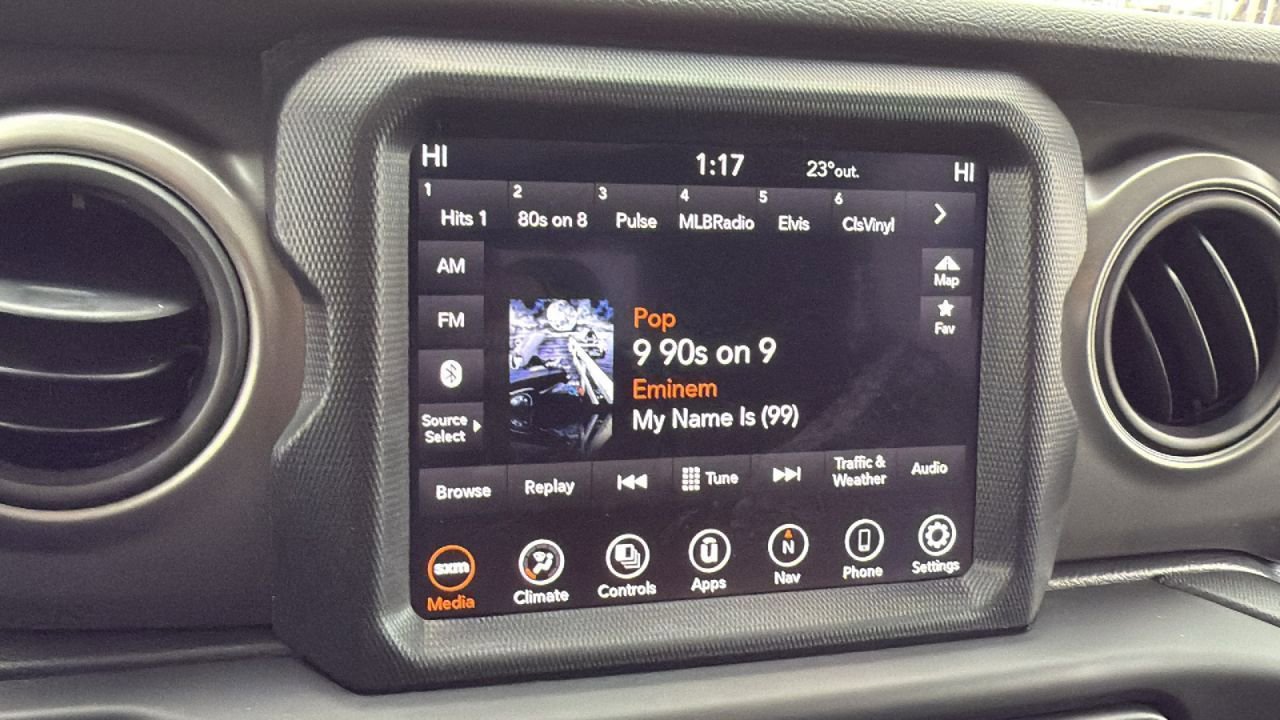 HI 1:17 23°out. HI
1 2 3 4 5 6
Hits 1 80s on 8 Pulse MLBRadio Elvis ClsVinyl
AM
Map
FM
Fav
Pop
9 90s on 9
Eminem
My Name Is (99)
Source
Select
Browse Replay Tune Traffic &
Weather Audio
sxm U N
Media Climate Controls Apps Nav Phone Settings